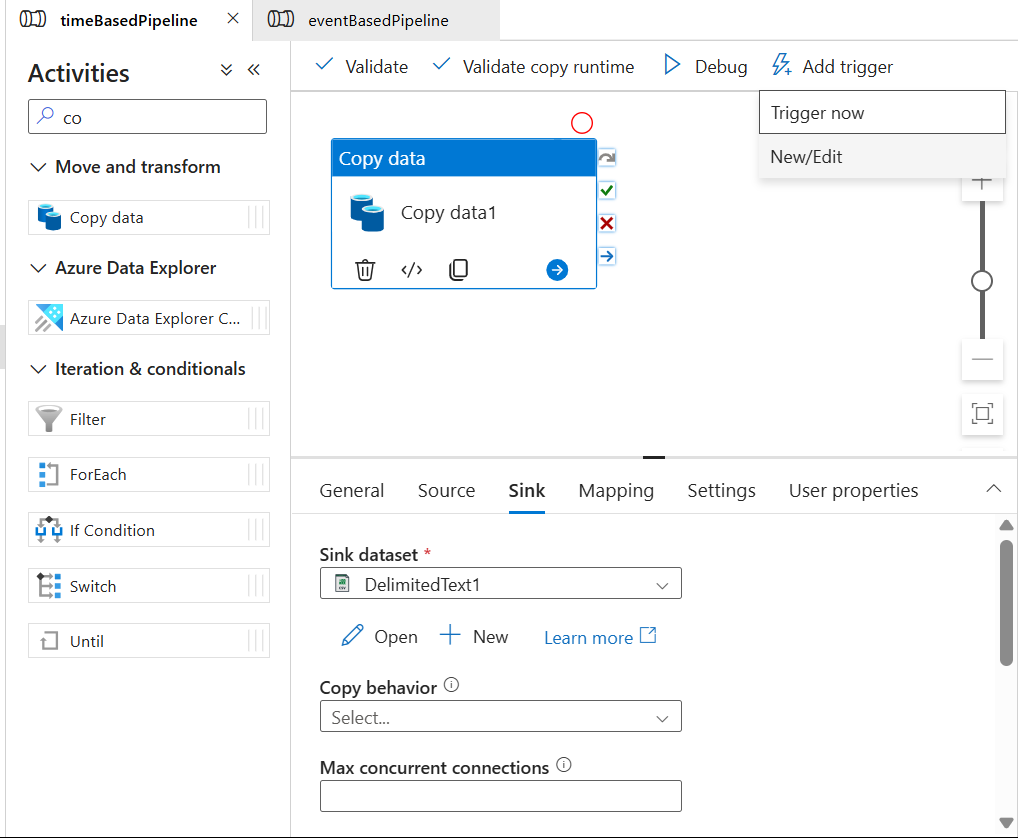 timeBasedPipeline
eventBasedPipeline
Activities
co
Move and transform
Copy data
Azure Data Explorer
Azure Data Explorer C...
Iteration & conditionals
Filter
ForEach
If Condition
Switch
Until
Validate
Validate copy runtime
Debug
Add trigger
Trigger now
New/Edit
Copy data
Copy data1
General
Source
Sink
Mapping
Settings
User properties
Sink dataset *
DelimitedText1
Open
New
Learn more
Copy behavior
Select...
Max concurrent connections